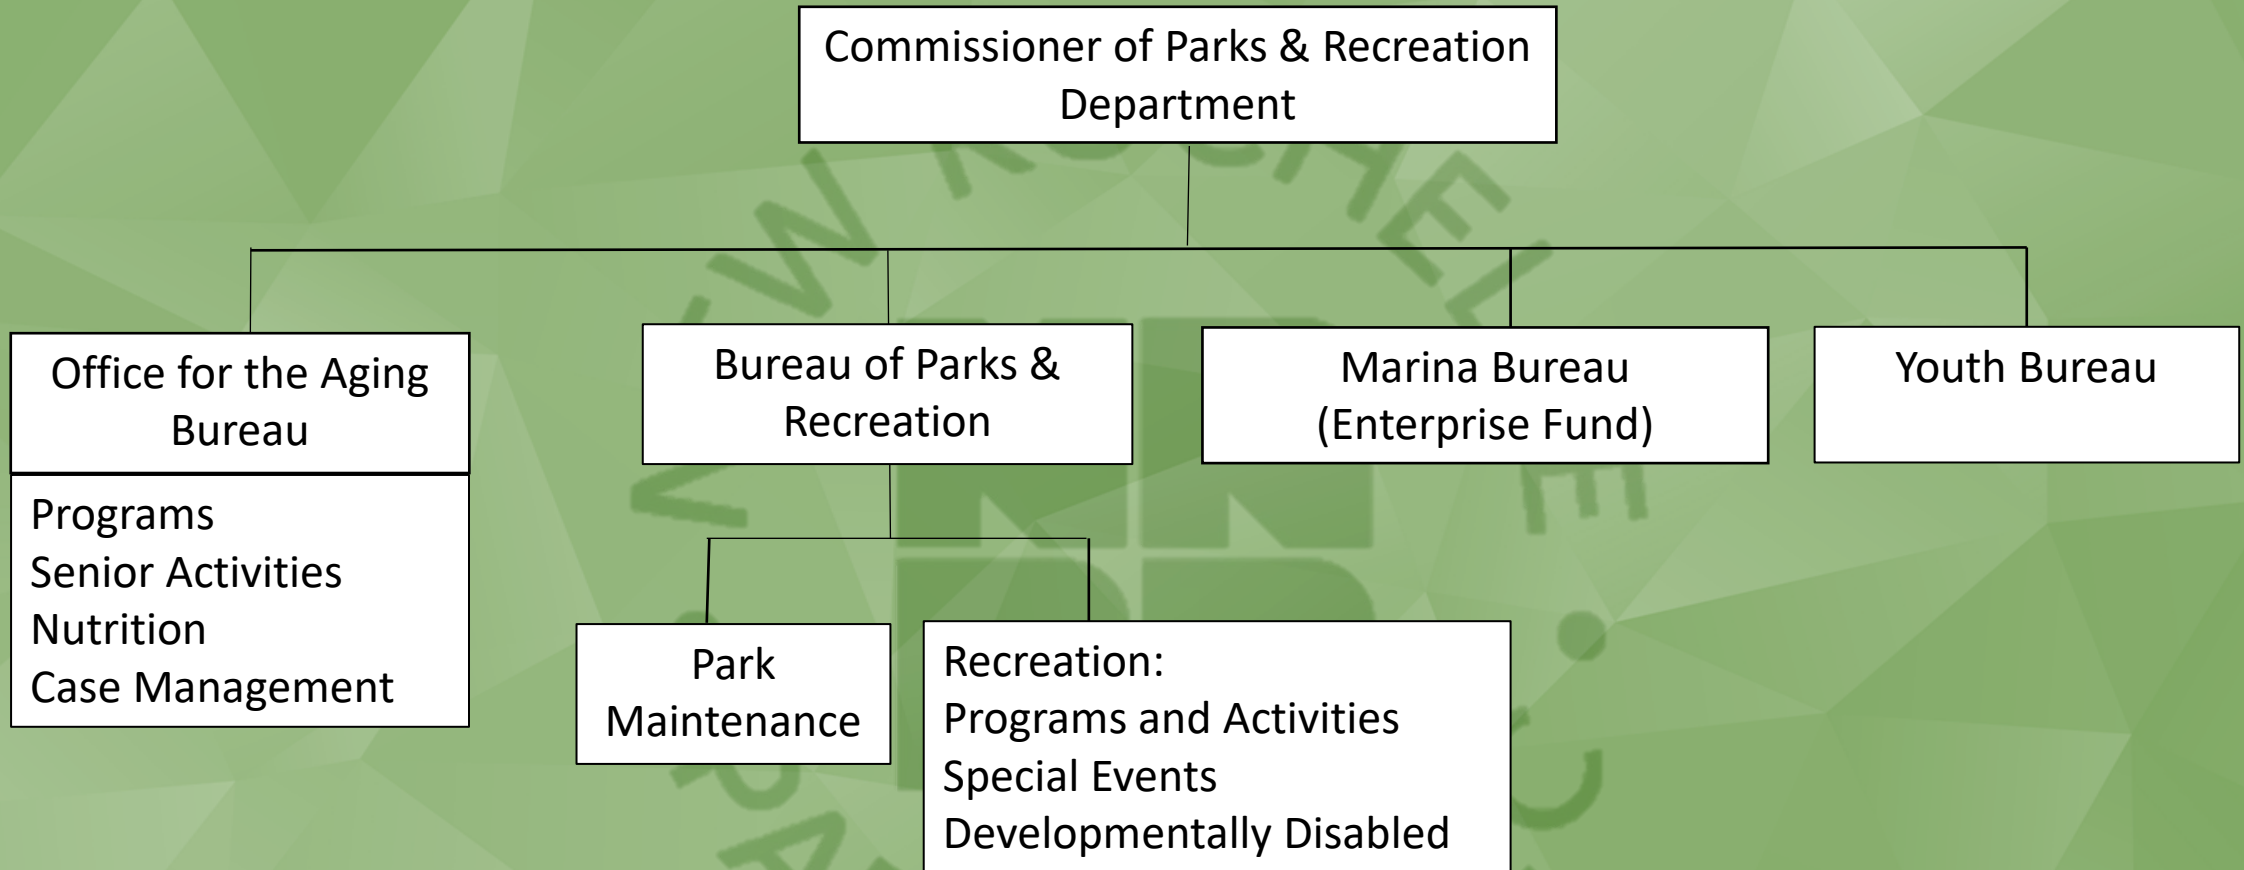 Commissioner of Parks & Recreation
Department
Office for the Aging
Bureau
Programs
Senior Activities
Nutrition
Case Management
Bureau of Parks &
Recreation
Park
Maintenance
Recreation:
Programs and Activities
Special Events
Developmentally Disabled
Marina Bureau
(Enterprise Fund)
Youth Bureau